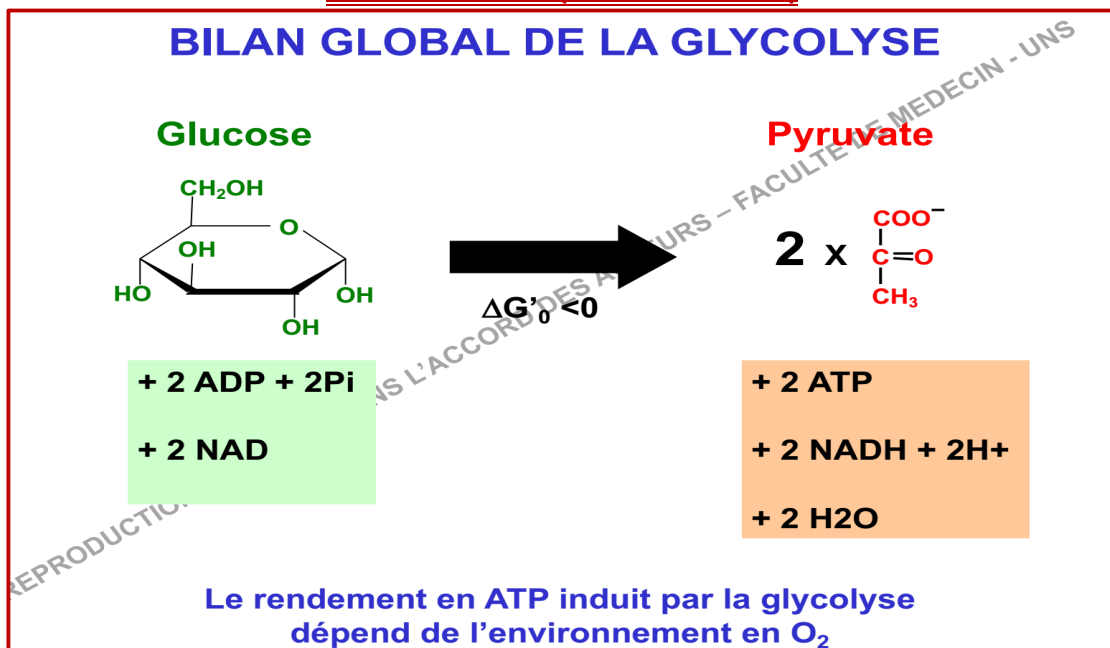 BILAN GLOBAL DE LA GLYCOLYSE
Glucose
Pyruvate
CH₂OH
O
OH
OH
HO
OH
OH
ΔG'₀ <0
2 x
COO⁻
C=O
CH₃
+ 2 ADP + 2Pi
+ 2 NAD
+ 2 ATP
+ 2 NADH + 2H+
+ 2 H2O
Le rendement en ATP induit par la glycolyse
dépend de l'environnement en O₂
REPRODUCTION NS L'ACCORD DES A URS – FACULTE DE MEDECIN - UNS